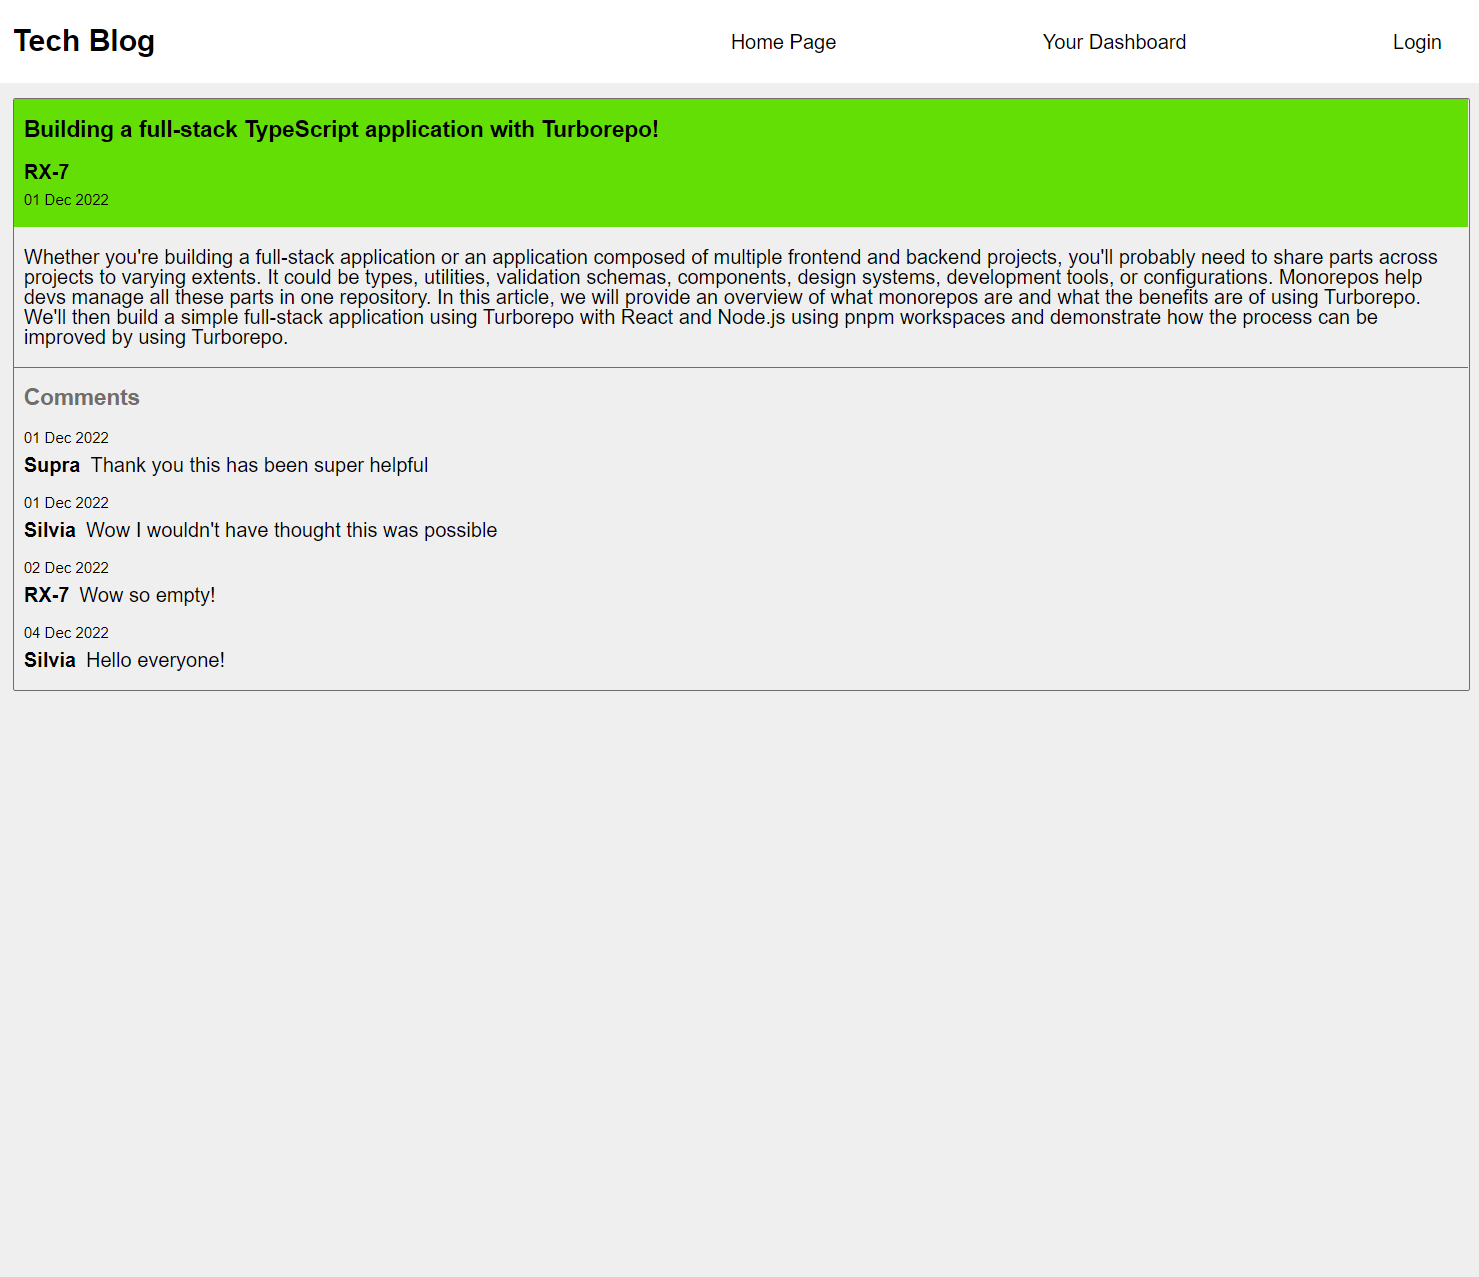 Tech Blog
Home Page
Your Dashboard
Login
Building a full-stack TypeScript application with Turborepo!
RX-7
01 Dec 2022
Whether you're building a full-stack application or an application composed of multiple frontend and backend projects, you'll probably need to share parts across
projects to varying extents. It could be types, utilities, validation schemas, components, design systems, development tools, or configurations. Monorepos help
devs manage all these parts in one repository. In this article, we will provide an overview of what monorepos are and what the benefits are of using Turborepo.
We'll then build a simple full-stack application using Turborepo with React and Node.js using pnpm workspaces and demonstrate how the process can be
improved by using Turborepo.
Comments
01 Dec 2022
Supra Thank you this has been super helpful
01 Dec 2022
Silvia Wow I wouldn't have thought this was possible
02 Dec 2022
RX-7 Wow so empty!
04 Dec 2022
Silvia Hello everyone!